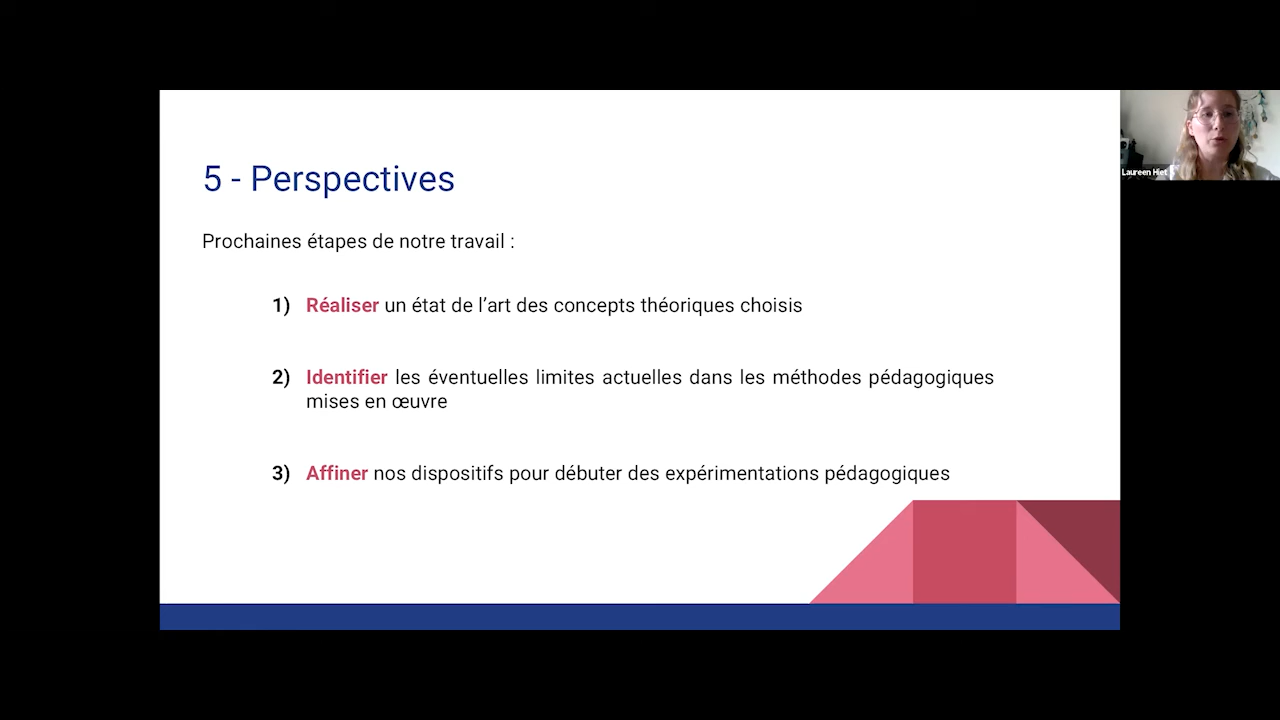 5 - Perspectives
Prochaines étapes de notre travail :
1) Réaliser un état de l’art des concepts théoriques choisis
2) Identifier les éventuelles limites actuelles dans les méthodes pédagogiques
mises en œuvre
3) Affiner nos dispositifs pour débuter des expérimentations pédagogiques
Laureen Hiet